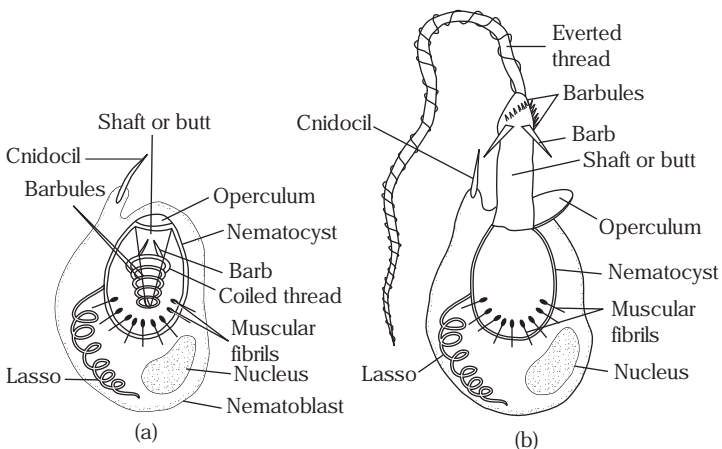 Shaft or butt
Cnidocil
Barbules
Operculum
Nematocyst
Barb
Coiled thread
Muscular
fibrils
Nucleus
Lasso
Nematoblast
(a)
Everted
thread
Barbules
Cnidocil
Barb
Shaft or butt
Operculum
Nematocyst
Muscular
fibrils
Lasso
Nucleus
(b)